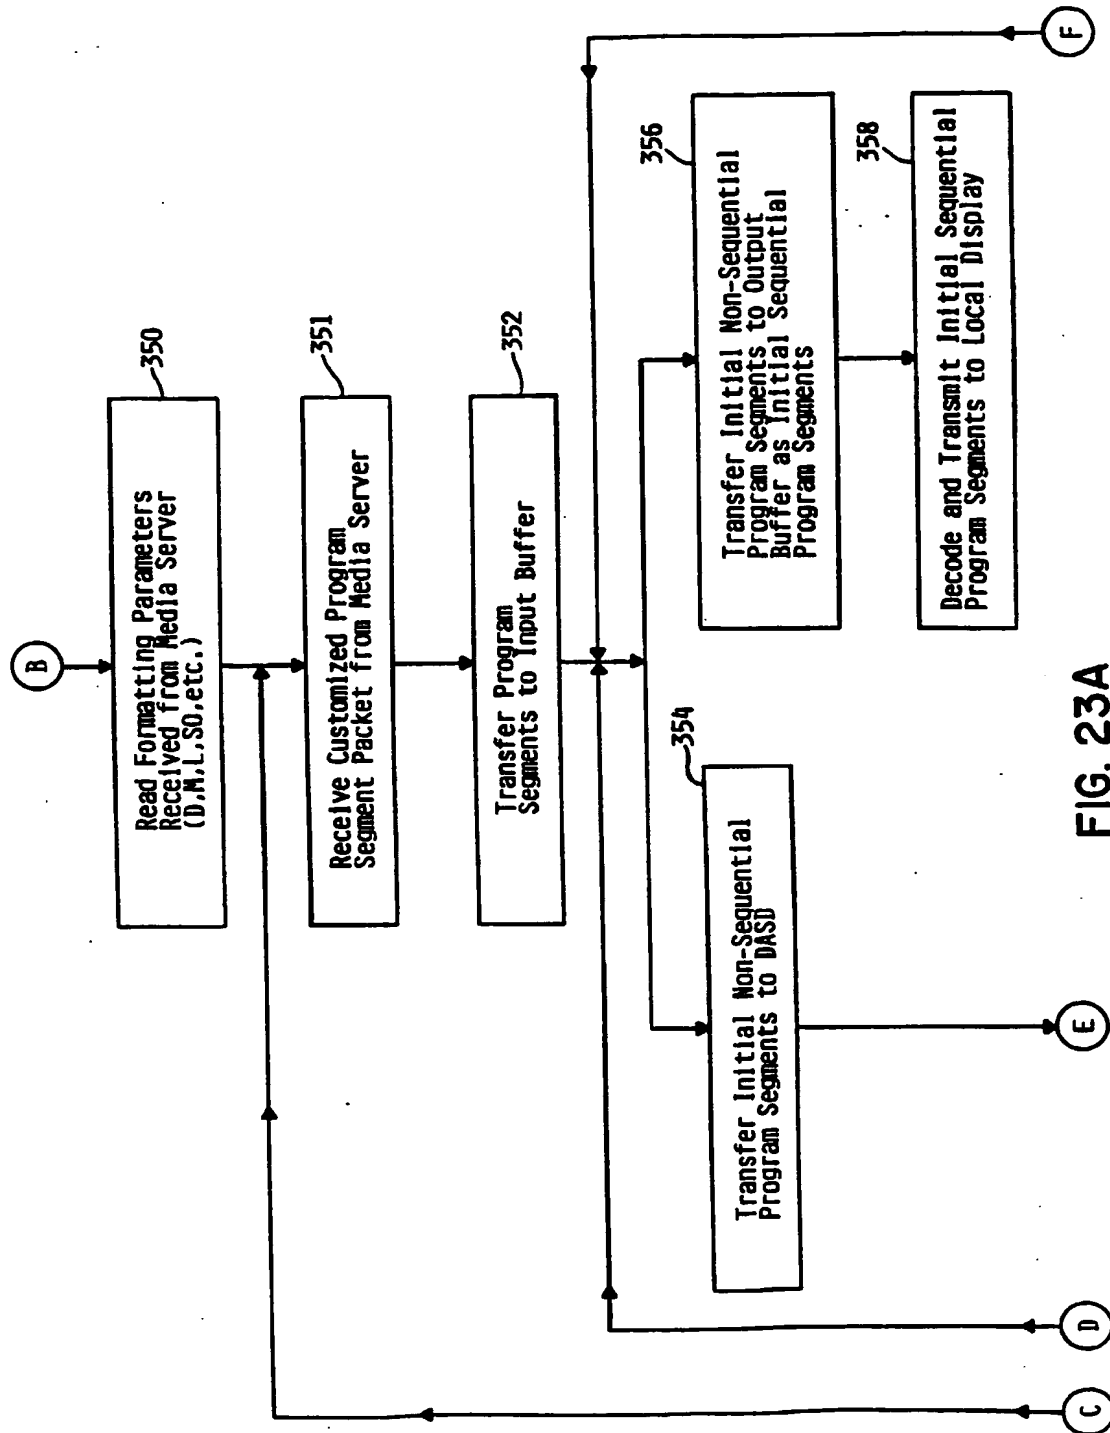 B
350
Read Formatting Parameters
Received from Media Server
(D,M,L,SO,etc.)
351
Receive Customized Program
Segment Packet from Media Server
352
Transfer Program
Segments to Input Buffer
354
Transfer Initial Non-Sequential
Program Segments to DASD
356
Transfer Initial Non-Sequential
Program Segments to Output
Buffer as Initial Sequential
Program Segments
358
Decode and Transmit Initial Sequential
Program Segments to Local Display
C
D
E
F
FIG. 23A